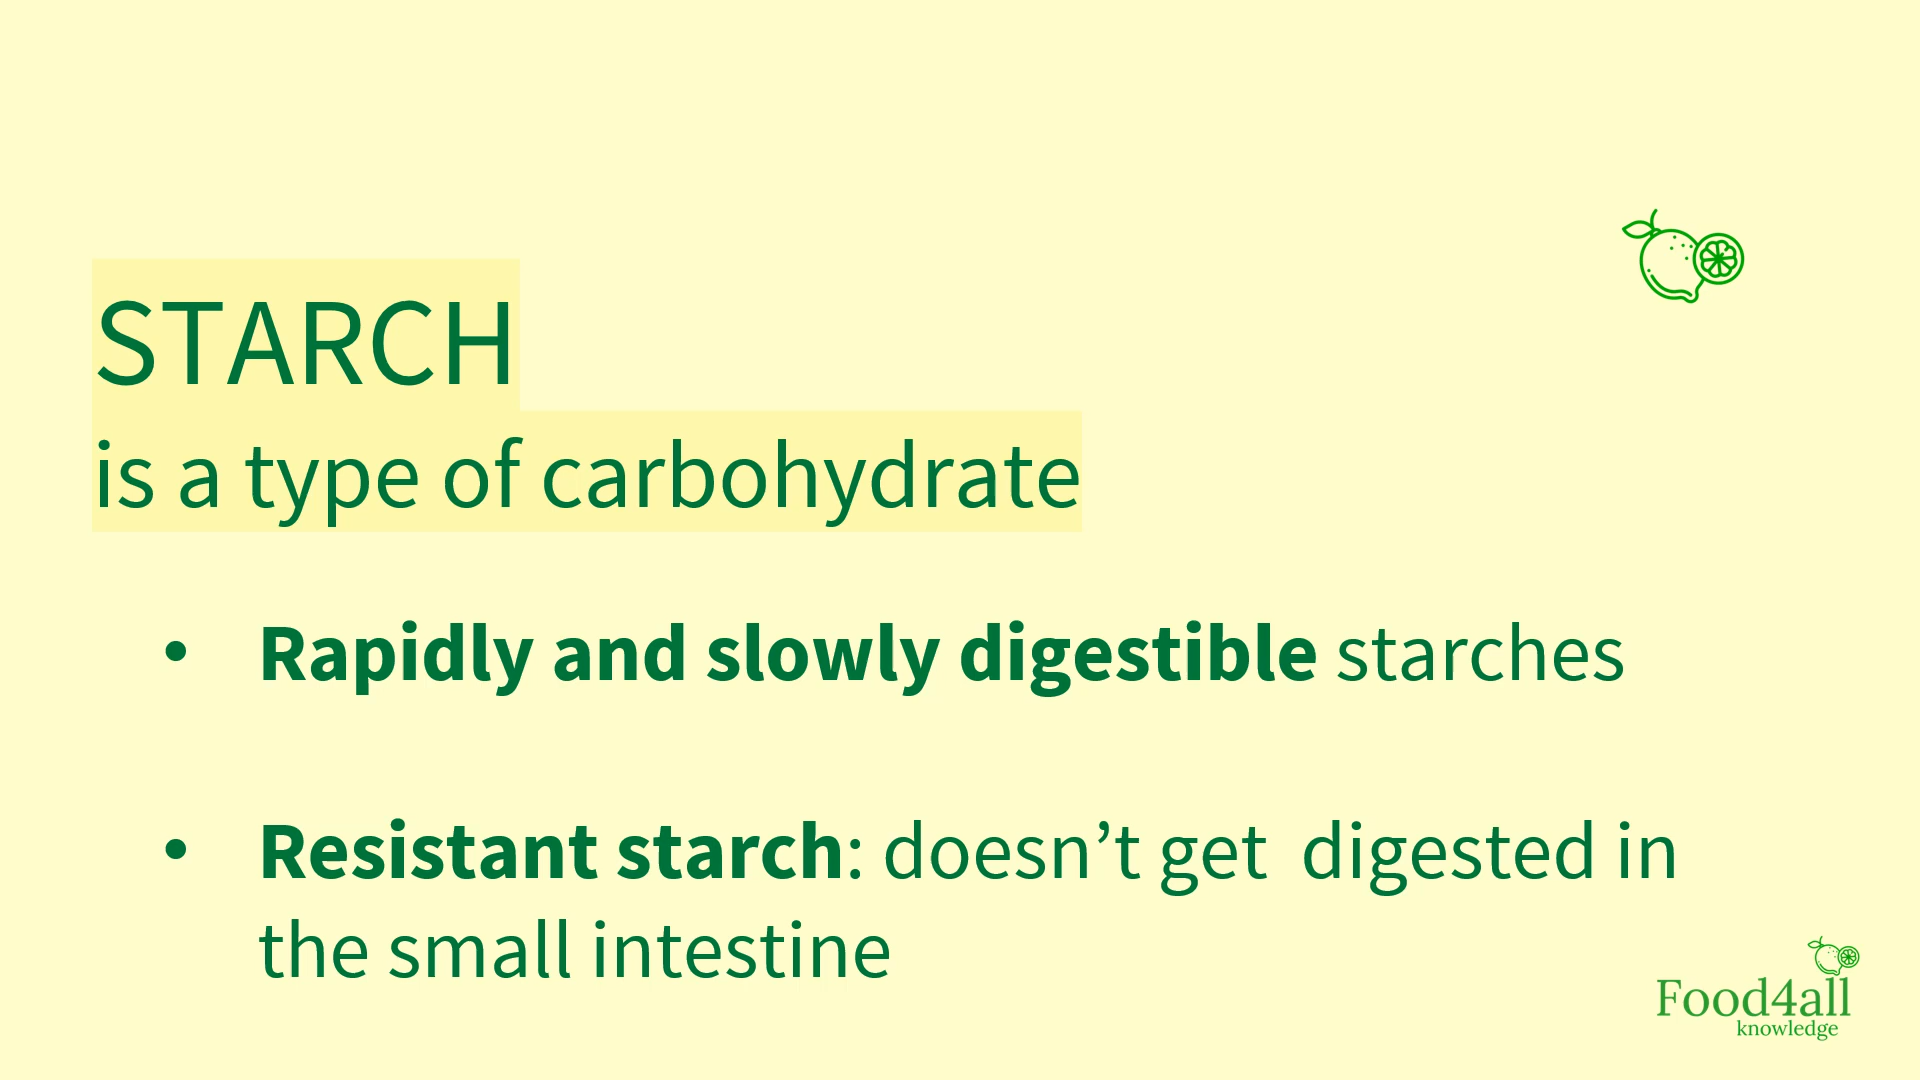 STARCH
is a type of carbohydrate
• Rapidly and slowly digestible starches
• Resistant starch: doesn’t get  digested in
the small intestine
Food4all
knowledge